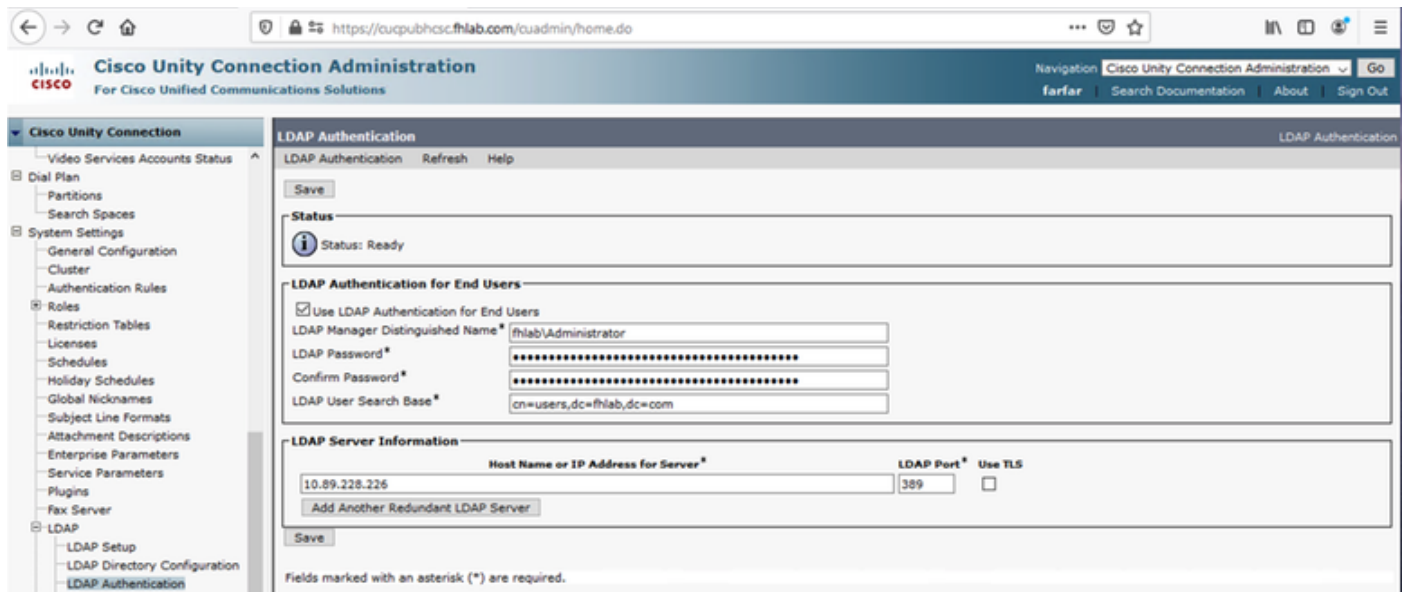 https://cucpubhcsc.fhlab.com/cuadmin/home.do
Cisco Unity Connection Administration
Navigation Cisco Unity Connection Administration Go
CISCO
For Cisco Unified Communications Solutions
farfar | Search Documentation | About | Sign Out
Cisco Unity Connection
Video Services Accounts Status
Dial Plan
Partitions
Search Spaces
System Settings
General Configuration
Cluster
Authentication Rules
Roles
Restriction Tables
Licenses
Schedules
Holiday Schedules
Global Nicknames
Subject Line Formats
Attachment Descriptions
Enterprise Parameters
Service Parameters
Plugins
Fax Server
LDAP
LDAP Setup
LDAP Directory Configuration
LDAP Authentication
LDAP Authentication LDAP Authentication
LDAP Authentication Refresh Help
Save
Status
Status: Ready
LDAP Authentication for End Users
Use LDAP Authentication for End Users
LDAP Manager Distinguished Name* fhlab\Administrator
LDAP Password*
Confirm Password*
LDAP User Search Base* cn=users,dc=fhlab,dc=com
LDAP Server Information
Host Name or IP Address for Server* LDAP Port* Use TLS
10.89.228.226 389
Add Another Redundant LDAP Server
Save
Fields marked with an asterisk (*) are required.